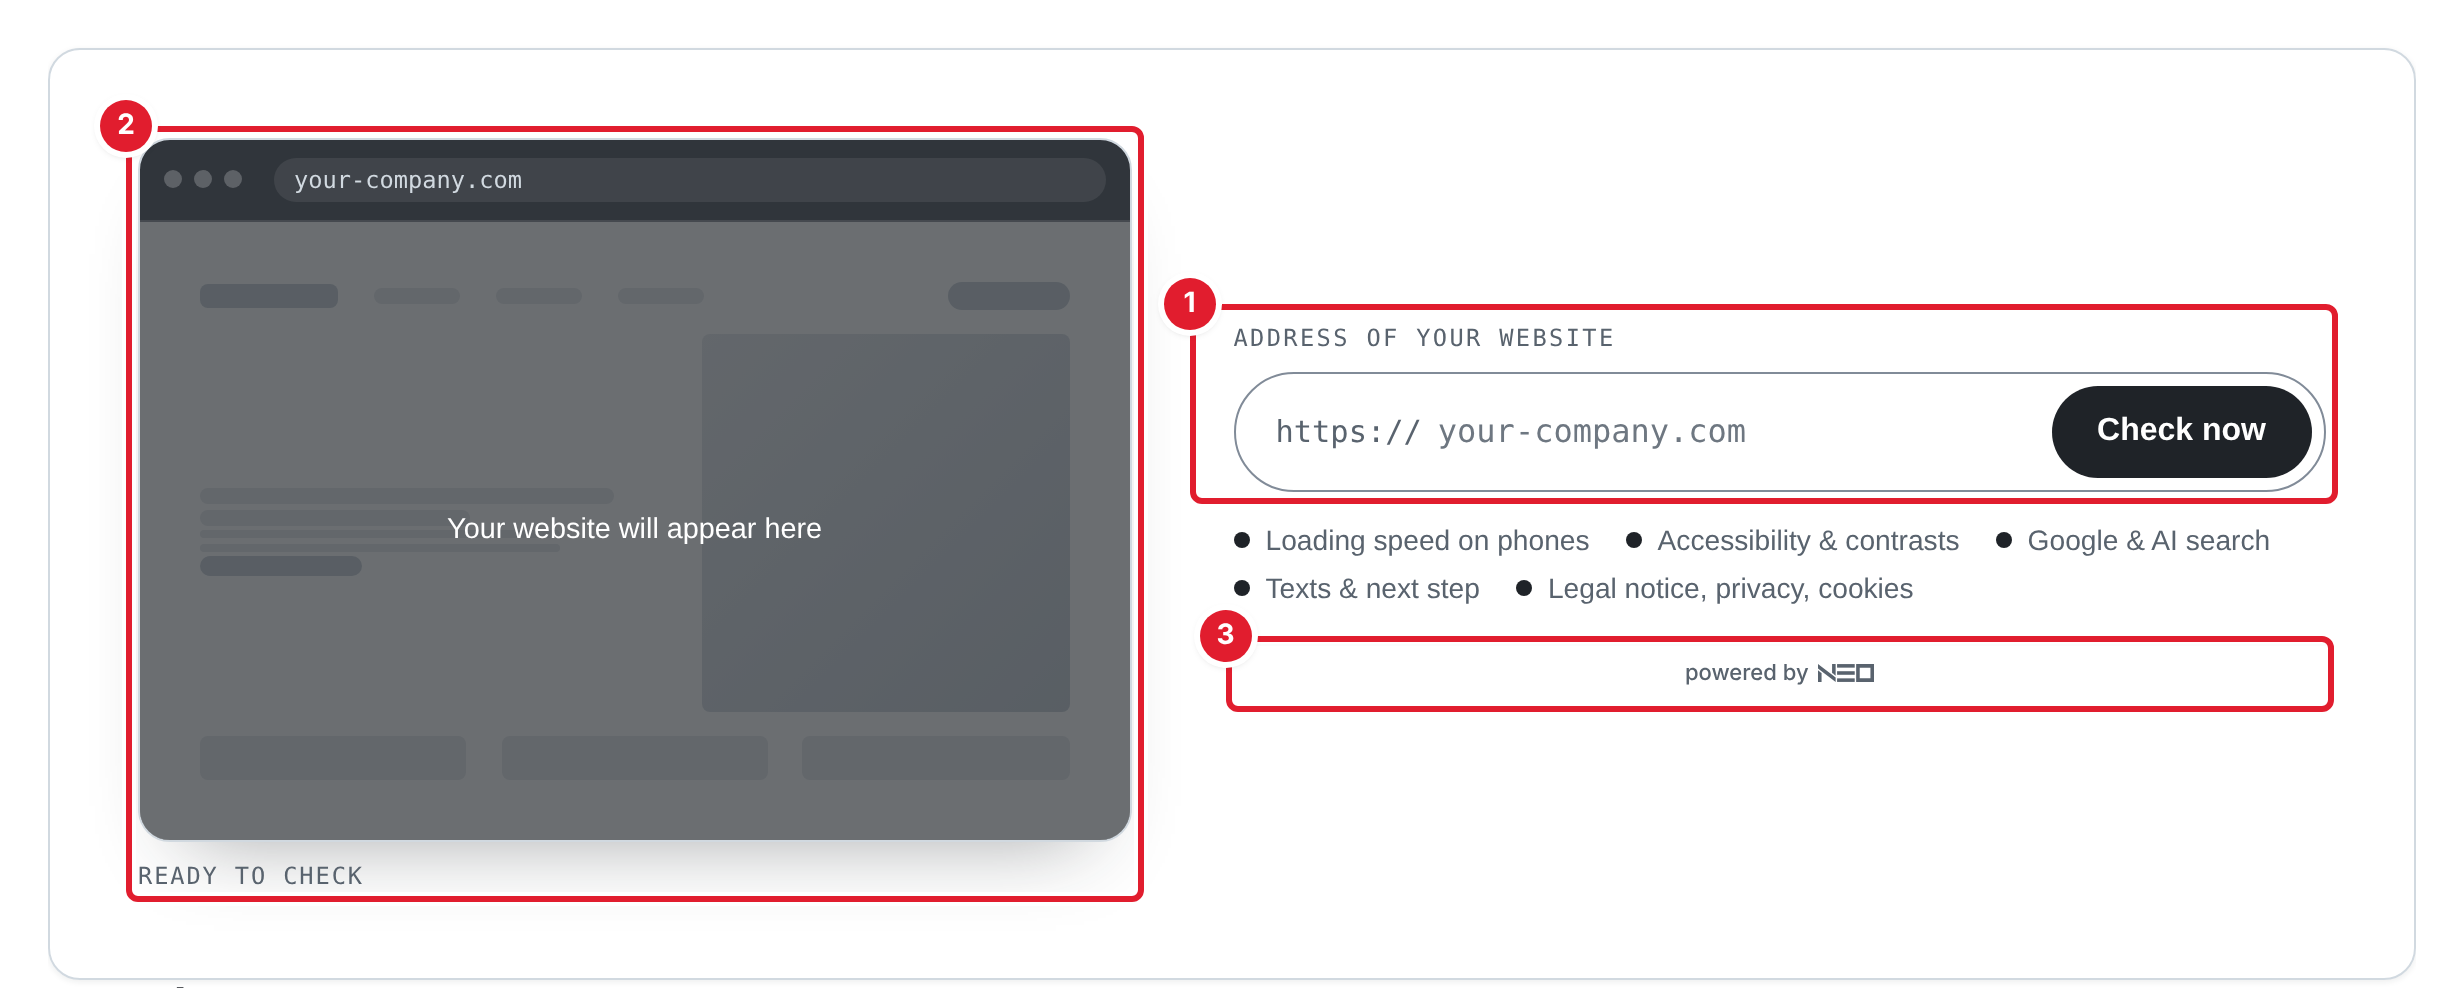 2
your-company.com
Your website will appear here
READY TO CHECK
1
ADDRESS OF YOUR WEBSITE
https:// your-company.com
Check now
Loading speed on phones
Accessibility & contrasts
Google & AI search
Texts & next step
Legal notice, privacy, cookies
3
powered by NEO